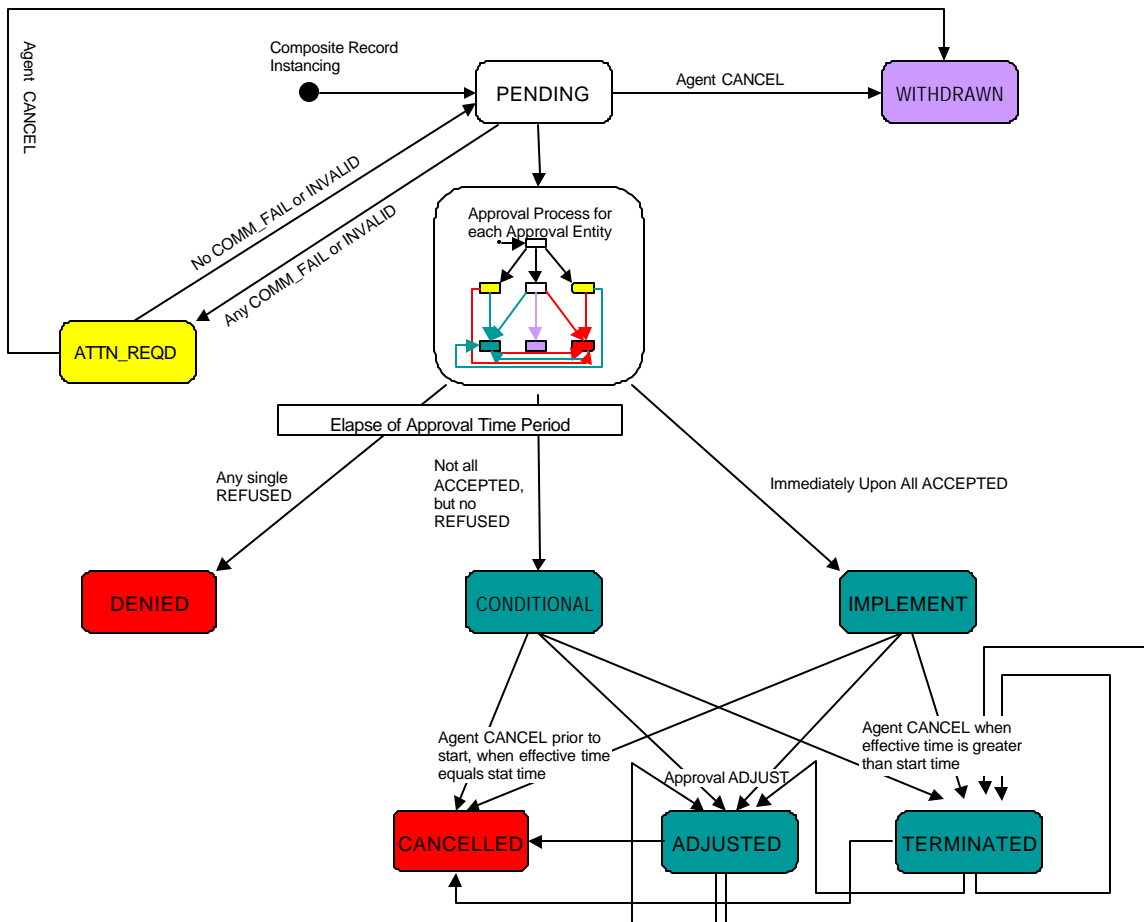 Composite Record
Instancing
Agent CANCEL
PENDING
Agent CANCEL
WITHDRAWN
No COMM_FAIL or INVALID
Any COMM_FAIL or INVALID
Approval Process for
each Approval Entity
ATTN_REQD
Elapse of Approval Time Period
Any single
REFUSED
Not all
ACCEPTED,
but no
REFUSED
Immediately Upon All ACCEPTED
DENIED
CONDITIONAL
IMPLEMENT
Agent CANCEL prior to
start, when effective time
equals stat time
Approval ADJUST
Agent CANCEL when
effective time is greater
than start time
CANCELLED
ADJUSTED
TERMINATED